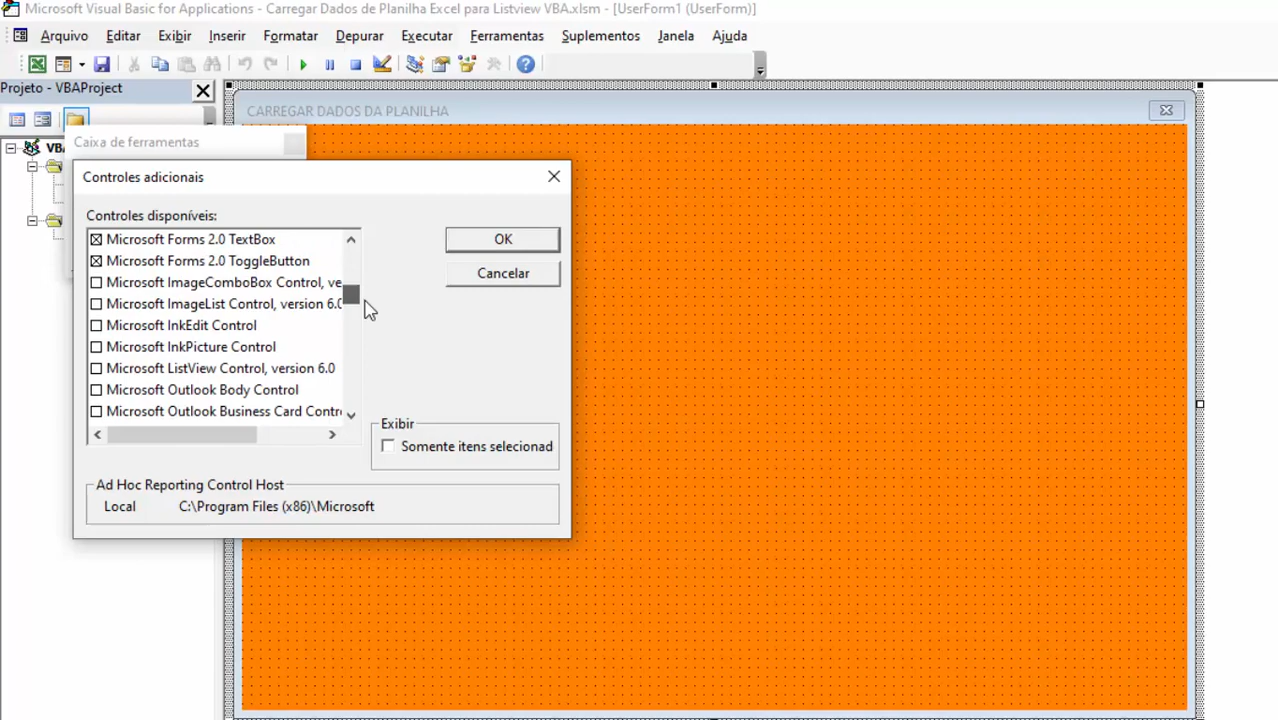 Microsoft Visual Basic for Applications - Carregar Dados de Planilha Excel para Listview VBA.xlsm - [UserForm1 (UserForm)]
Arquivo Editar Exibir Inserir Formatar Depurar Executar Ferramentas Suplementos Janela Ajuda
Projeto - VBAProject
CARREGAR DADOS DA PLANILHA
Caixa de ferramentas
VBA
Controles adicionais
Controles disponíveis:
Microsoft Forms 2.0 TextBox
OK
Microsoft Forms 2.0 ToggleButton
Cancelar
Microsoft ImageComboBox Control, ve
Microsoft ImageList Control, version 6.0
Microsoft InkEdit Control
Microsoft InkPicture Control
Microsoft ListView Control, version 6.0
Microsoft Outlook Body Control
Microsoft Outlook Business Card Contr
Exibir
Somente itens selecionad
Ad Hoc Reporting Control Host
Local C:\Program Files (x86)\Microsoft